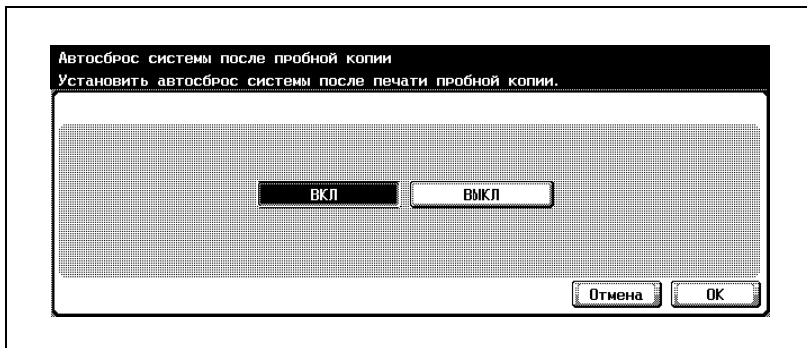 Автосброс системы после пробной копии
Установить автосброс системы после печати пробной копии.
ВКЛ ВЫКЛ
Отмена OK